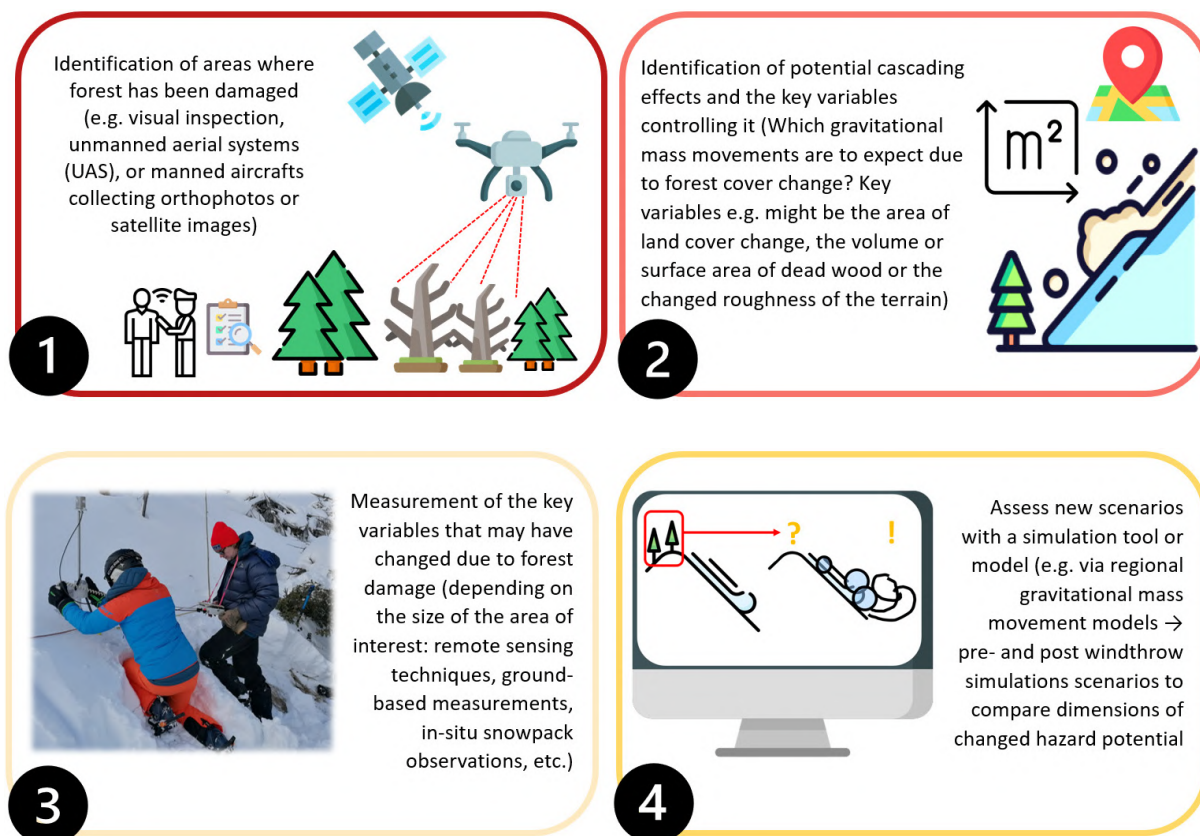 Identification of areas where
forest has been damaged
(e.g. visual inspection,
unmanned aerial systems
(UAS), or manned aircrafts
collecting orthophotos or
satellite images)
1
Identification of potential cascading
effects and the key variables
controlling it (Which gravitational
mass movements are to expect due
to forest cover change? Key
variables e.g. might be the area of
land cover change, the volume or
surface area of dead wood or the
changed roughness of the terrain)
m²
2
Measurement of the key
variables that may have
changed due to forest
damage (depending on
the size of the area of
interest: remote sensing
techniques, ground-
based measurements,
in-situ snowpack
observations, etc.)
3
? !
Assess new scenarios
with a simulation tool or
model (e.g. via regional
gravitational mass
movement models →
pre- and post windthrow
simulations scenarios to
compare dimensions of
changed hazard potential
4